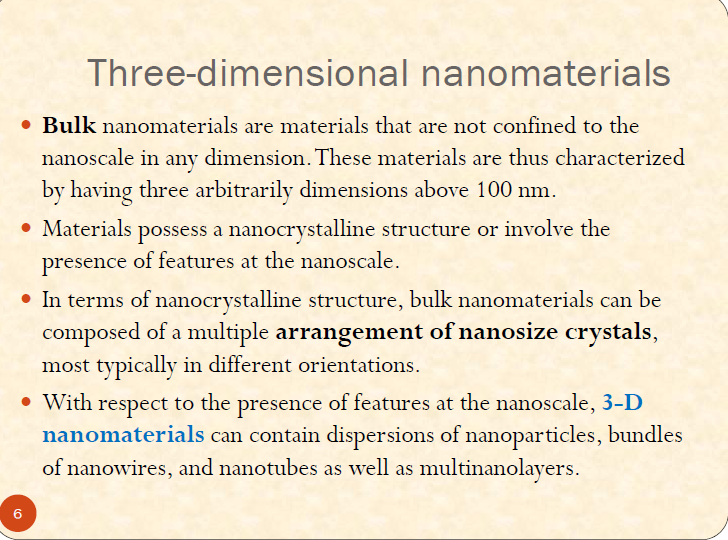 Three-dimensional nanomaterials
• Bulk nanomaterials are materials that are not confined to the
nanoscale in any dimension. These materials are thus characterized
by having three arbitrarily dimensions above 100 nm.
• Materials possess a nanocrystalline structure or involve the
presence of features at the nanoscale.
• In terms of nanocrystalline structure, bulk nanomaterials can be
composed of a multiple arrangement of nanosize crystals,
most typically in different orientations.
• With respect to the presence of features at the nanoscale, 3-D
nanomaterials can contain dispersions of nanoparticles, bundles
of nanowires, and nanotubes as well as multinanolayers.
6